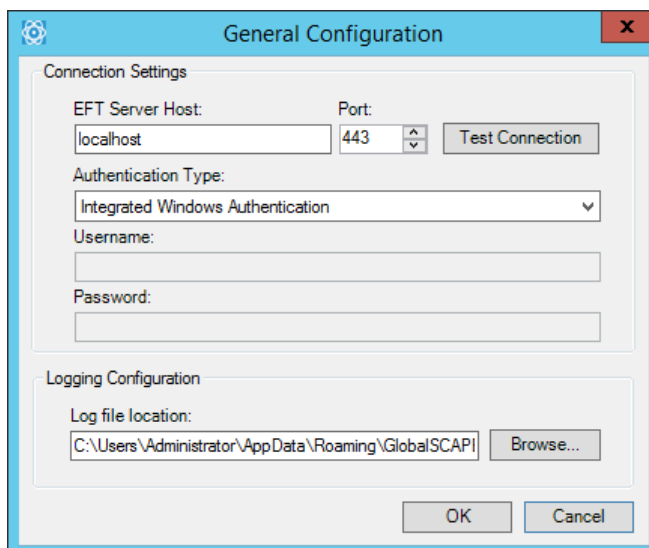 General Configuration
x
Connection Settings
EFT Server Host:
Port:
localhost
443
Test Connection
Authentication Type:
Integrated Windows Authentication
Username:
Password:
Logging Configuration
Log file location:
C:\Users\Administrator\AppData\Roaming\GlobalSCAPI
Browse...
OK
Cancel